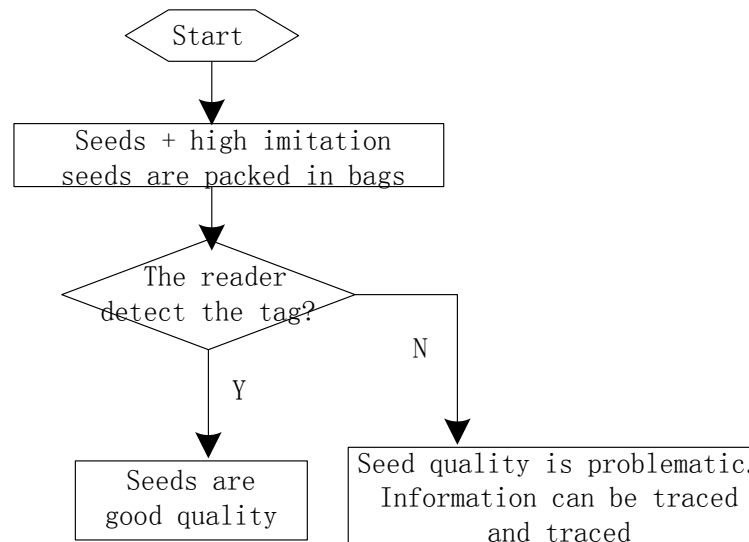 Start
Seeds + high imitation
seeds are packed in bags
The reader
detect the tag?
N
Y
Seeds are
good quality
Seed quality is problematic.
Information can be traced
and traced